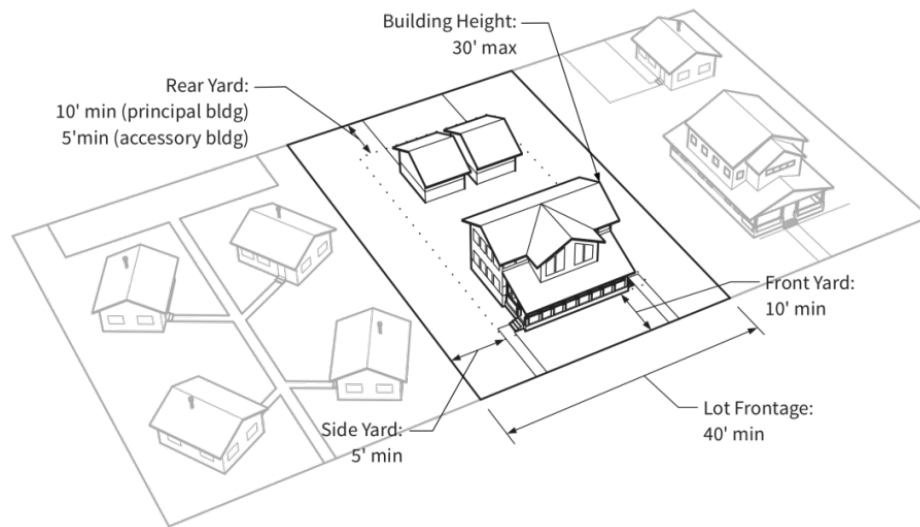 Building Height:
30' max
Rear Yard:
10' min (principal bldg)
5'min (accessory bldg)
Front Yard:
10' min
Lot Frontage:
40' min
Side Yard:
5' min